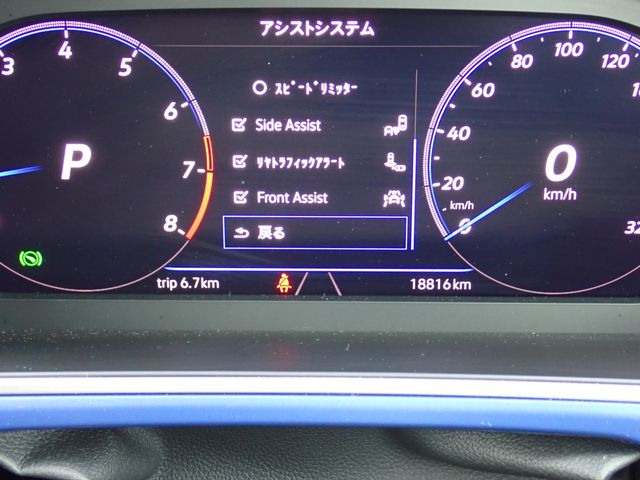 アシストシステム
スピードリミッター
Side Assist
リヤトラフィックアラート
Front Assist
戻る
3 4 5 6 7 8
P
0
km/h
0 20 40 60 80 100 120
km/h
32
trip 6.7km
18816km